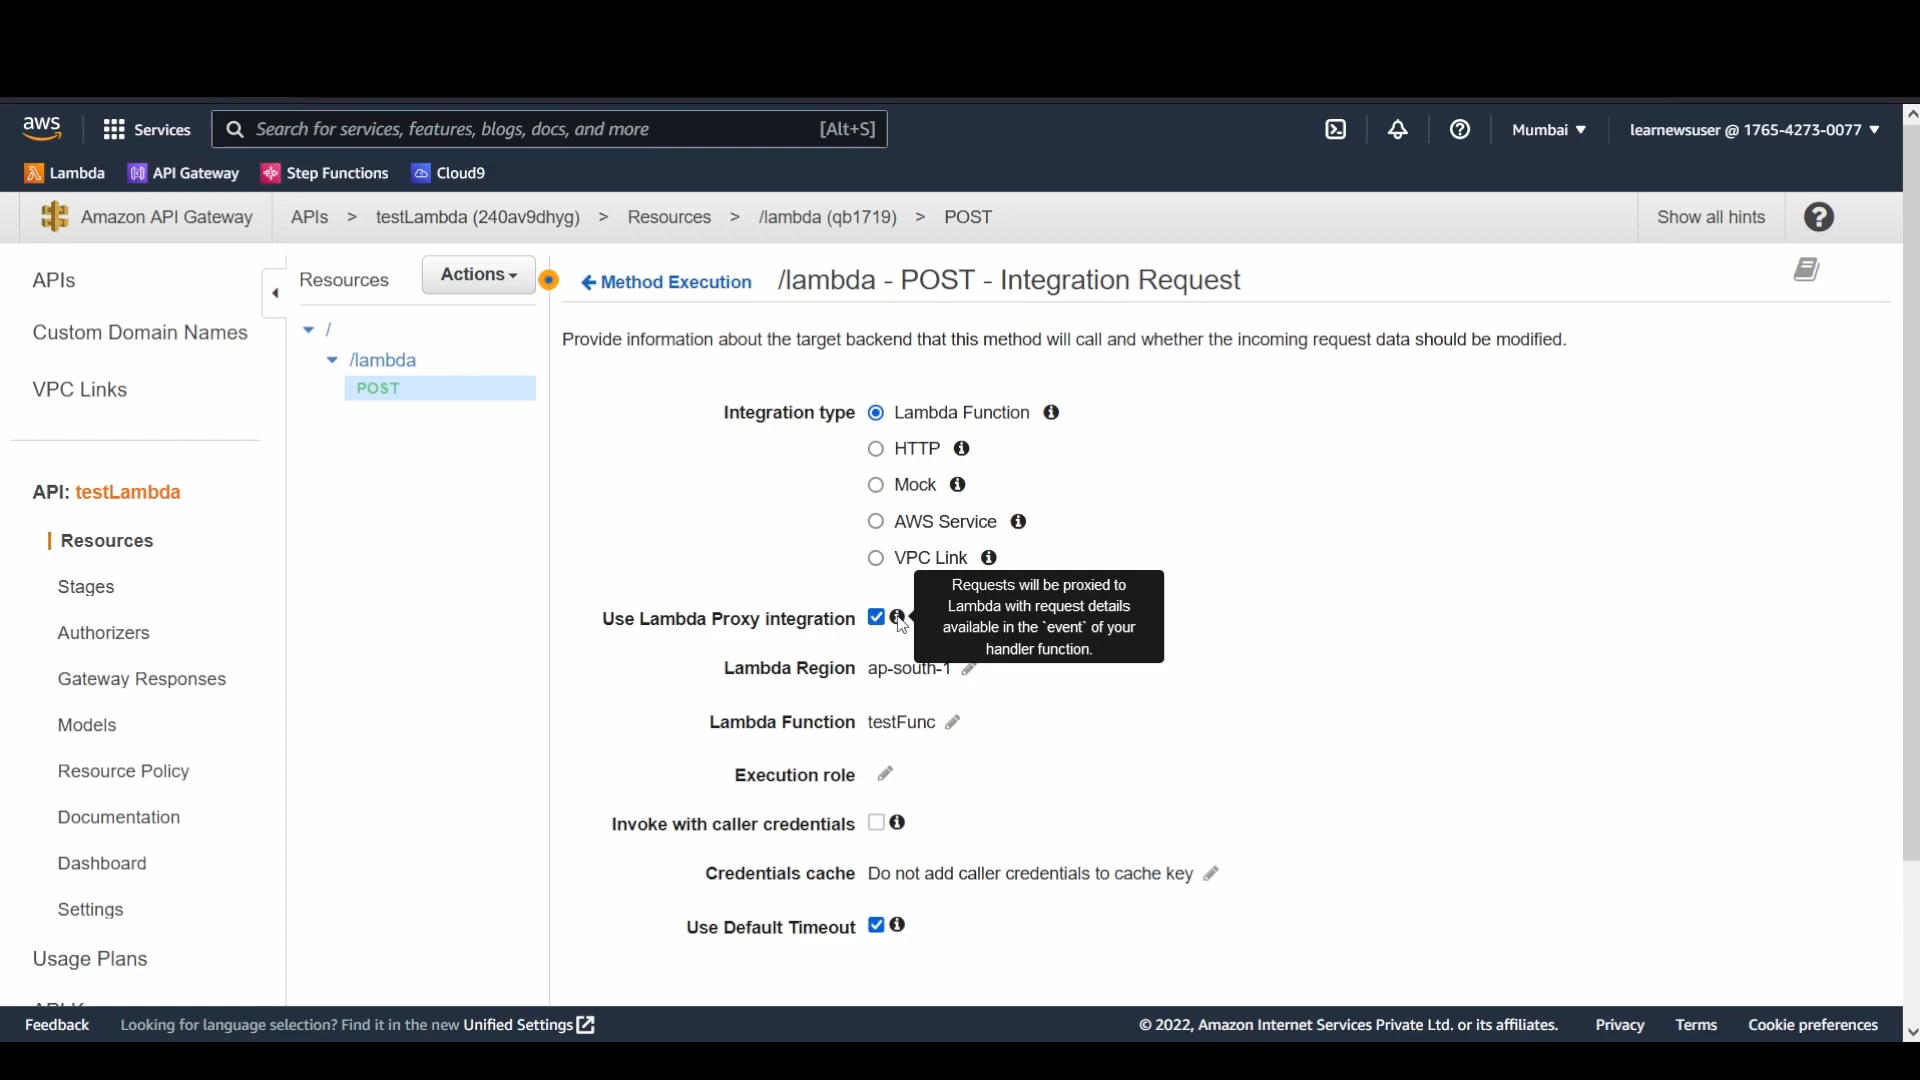 aws
Services
Search for services, features, blogs, docs, and more [Alt+S]
Mumbai
learnewsuser @ 1765-4273-0077
Lambda API Gateway Step Functions Cloud9
Amazon API Gateway APIs > testLambda (240av9dhyg) > Resources > /lambda (qb1719) > POST Show all hints
APIs
Custom Domain Names
VPC Links
API: testLambda
Resources
Stages
Authorizers
Gateway Responses
Models
Resource Policy
Documentation
Dashboard
Settings
Usage Plans
Resources
Actions
/
/lambda
POST
Method Execution /lambda - POST - Integration Request
Provide information about the target backend that this method will call and whether the incoming request data should be modified.
Integration type Lambda Function
HTTP
Mock
AWS Service
VPC Link
Use Lambda Proxy integration
Requests will be proxied to
Lambda with request details
available in the `event` of your
handler function.
Lambda Region ap-south-1
Lambda Function testFunc
Execution role
Invoke with caller credentials
Credentials cache Do not add caller credentials to cache key
Use Default Timeout
Feedback Looking for language selection? Find it in the new Unified Settings © 2022, Amazon Internet Services Private Ltd. or its affiliates. Privacy Terms Cookie preferences